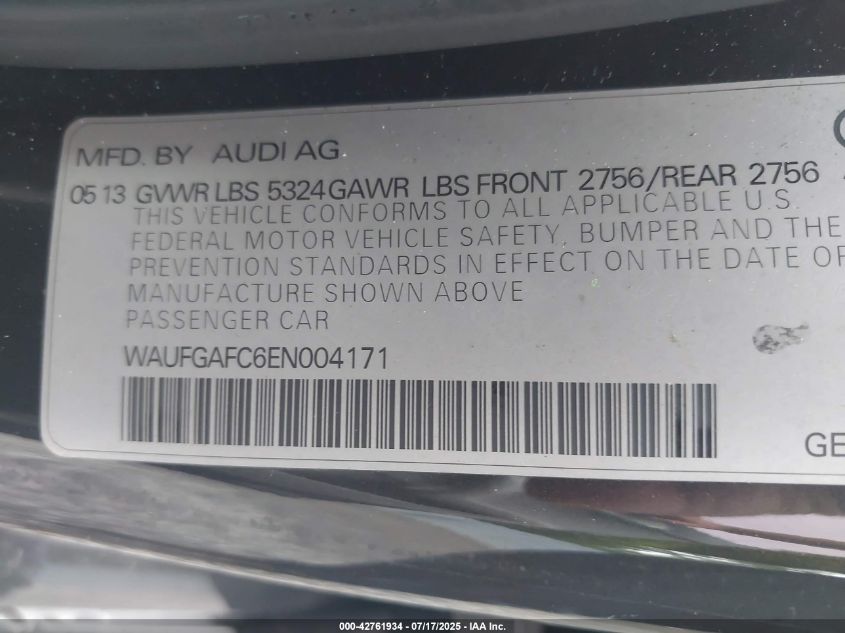 MFD. BY AUDI AG
05 13 GVWR LBS 5324 GAWR LBS FRONT 2756/REAR 2756
THIS VEHICLE CONFORMS TO ALL APPLICABLE U.S.
FEDERAL MOTOR VEHICLE SAFETY, BUMPER AND THE
PREVENTION STANDARDS IN EFFECT ON THE DATE OF
MANUFACTURE SHOWN ABOVE
PASSENGER CAR
WAUFGAFC6EN004171
GE
000-42761934 - 07/17/2025 - IAA Inc.